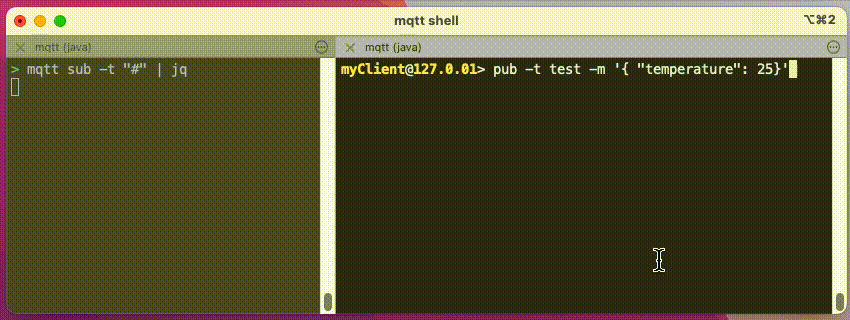 mqtt shell
⌥⌘2
mqtt (java)
mqtt (java)
> mqtt sub -t "#" | jq
myClient@127.0.01> pub -t test -m '{ "temperature": 25}'